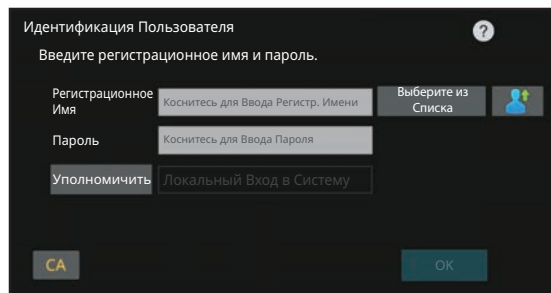 Идентификация Пользователя
?
Введите регистрационное имя и пароль.
Регистрационное
Имя
Коснитесь для Ввода Регистр. Имени
Выберите из
Списка
Пароль
Коснитесь для Ввода Пароля
Уполномичить
Локальный Вход в Систему
CA
OK